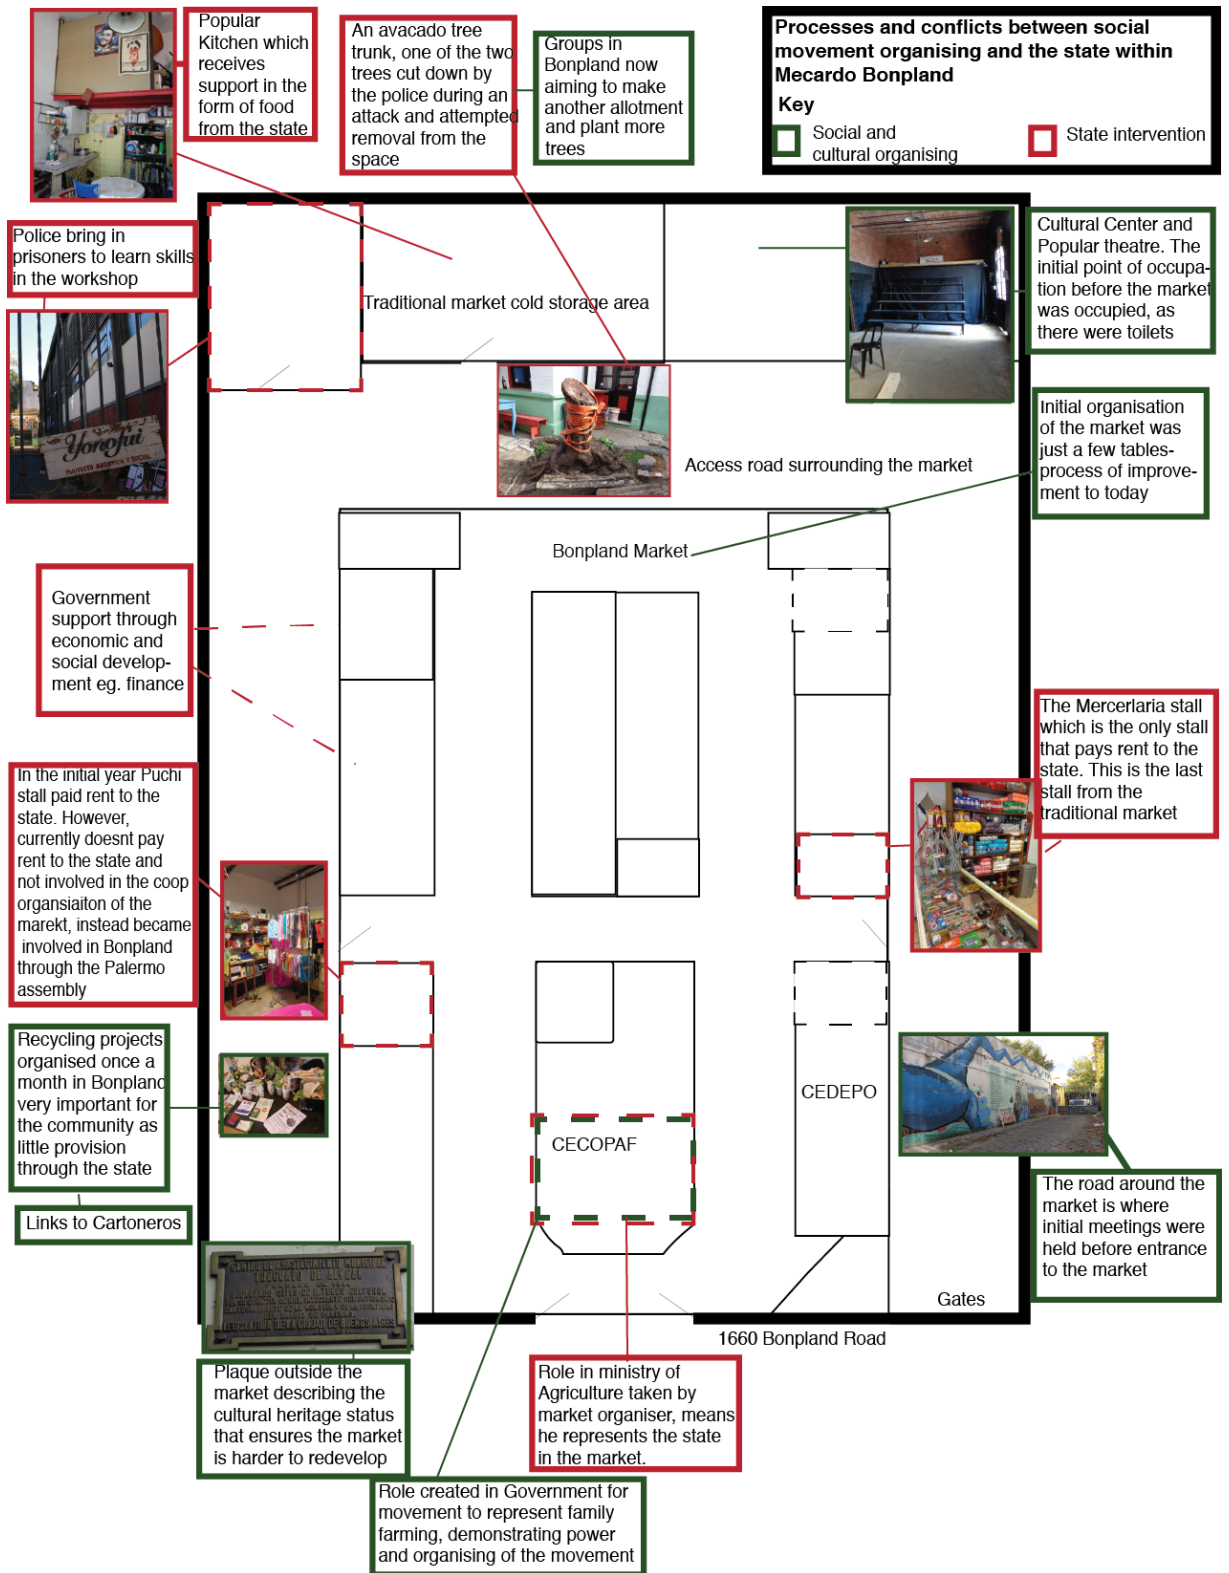 Popular
Kitchen which
receives
support in the
form of food
from the state
An avacado tree
trunk, one of the two
trees cut down by
the police during an
attack and attempted
removal from the
space
Groups in
Bonpland now
aiming to make
another allotment
and plant more
trees
Processes and conflicts between social
movement organising and the state within
Mecardo Bonpland
Key
Social and
cultural organising
State intervention
Police bring in
prisoners to learn skills
in the workshop
Traditional market cold storage area
Cultural Center and
Popular theatre. The
initial point of occupa-
tion before the market
was occupied, as
there were toilets
Yonofui
Initial organisation
of the market was
just a few tables-
process of improve-
ment to today
Access road surrounding the market
Bonpland Market
Government
support through
economic and
social develop-
ment eg. finance
The Mercerlaria stall
which is the only stall
that pays rent to the
state. This is the last
stall from the
traditional market
In the initial year Puchi
stall paid rent to the
state. However,
currently doesnt pay
rent to the state and
not involved in the coop
organsiaiton of the
marekt, instead became
involved in Bonpland
through the Palermo
assembly
Recycling projects
organised once a
month in Bonpland
very important for
the community as
little provision
through the state
Links to Cartoneros
CEDEPO
CECOPAF
The road around the
market is where
initial meetings were
held before entrance
to the market
Gates
1660 Bonpland Road
Plaque outside the
market describing the
cultural heritage status
that ensures the market
is harder to redevelop
Role in ministry of
Agriculture taken by
market organiser, means
he represents the state
in the market.
Role created in Government for
movement to represent family
farming, demonstrating power
and organising of the movement